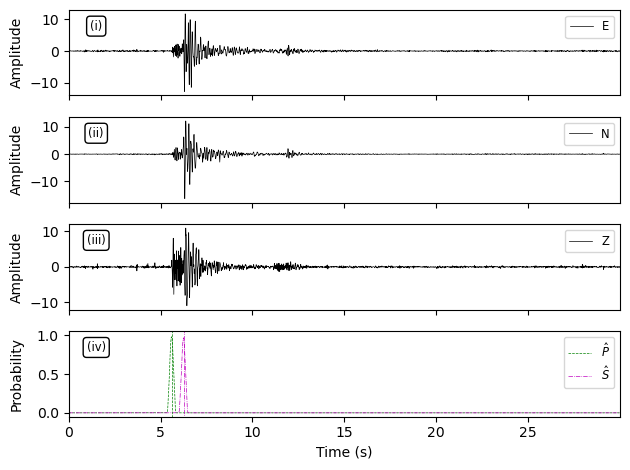 (i)
E
10
0
−10
Amplitude
(ii)
N
10
0
−10
Amplitude
(iii)
Z
10
0
−10
Amplitude
(iv)
P̂
Ŝ
1.0
0.5
0.0
Probability
0 5 10 15 20 25
Time (s)